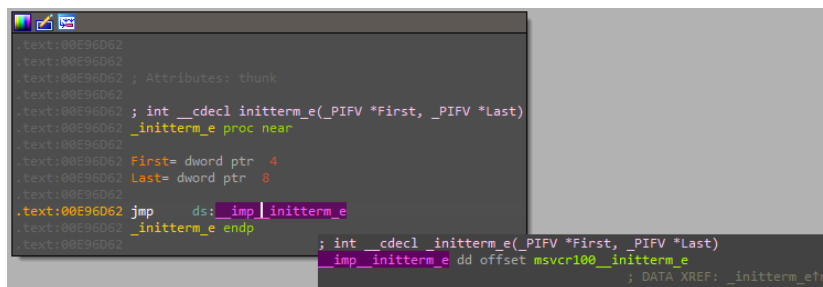 .text:00E96D62
.text:00E96D62
.text:00E96D62 ; Attributes: thunk
.text:00E96D62
.text:00E96D62 ; int __cdecl initterm_e(_PIFV *First, _PIFV *Last)
.text:00E96D62 _initterm_e proc near
.text:00E96D62
.text:00E96D62 First= dword ptr  4
.text:00E96D62 Last= dword ptr  8
.text:00E96D62
.text:00E96D62 jmp     ds:__imp__initterm_e
.text:00E96D62 _initterm_e endp
.text:00E96D62
; int __cdecl _initterm_e(_PIFV *First, _PIFV *Last)
__imp__initterm_e dd offset msvcr100__initterm_e
; DATA XREF: _initterm_e↑r